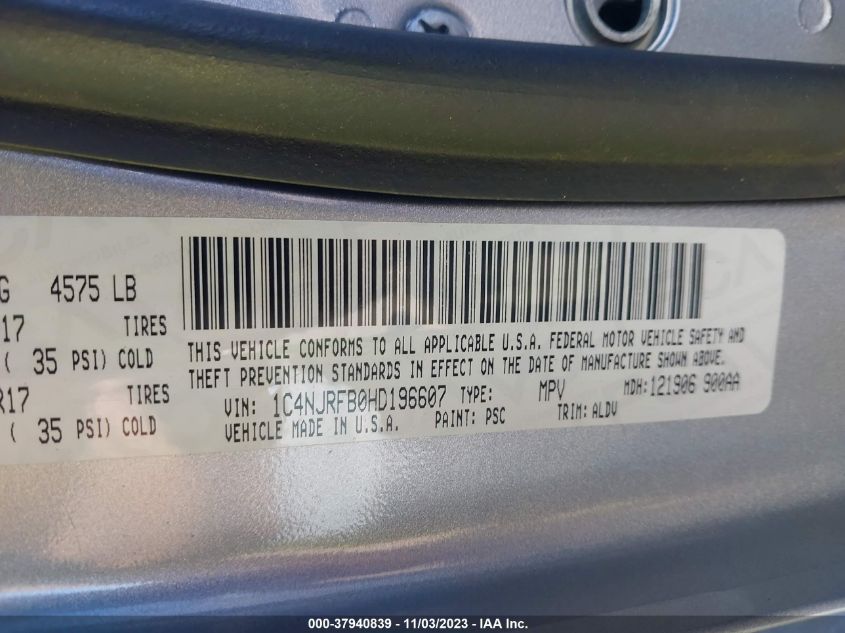 G 4575 LB
17 TIRES
( 35 PSI) COLD
R17 TIRES
( 35 PSI) COLD
THIS VEHICLE CONFORMS TO ALL APPLICABLE U.S.A. FEDERAL MOTOR VEHICLE SAFETY AND
THEFT PREVENTION STANDARDS IN EFFECT ON THE DATE OF MANUFACTURE SHOWN ABOVE.
VIN: 1C4NJRFB0HD196607 TYPE: MPV MDH:121906 900AA
VEHICLE MADE IN U.S.A. PAINT: PSC TRIM: ALDV
000-37940839 - 11/03/2023 - IAA Inc.